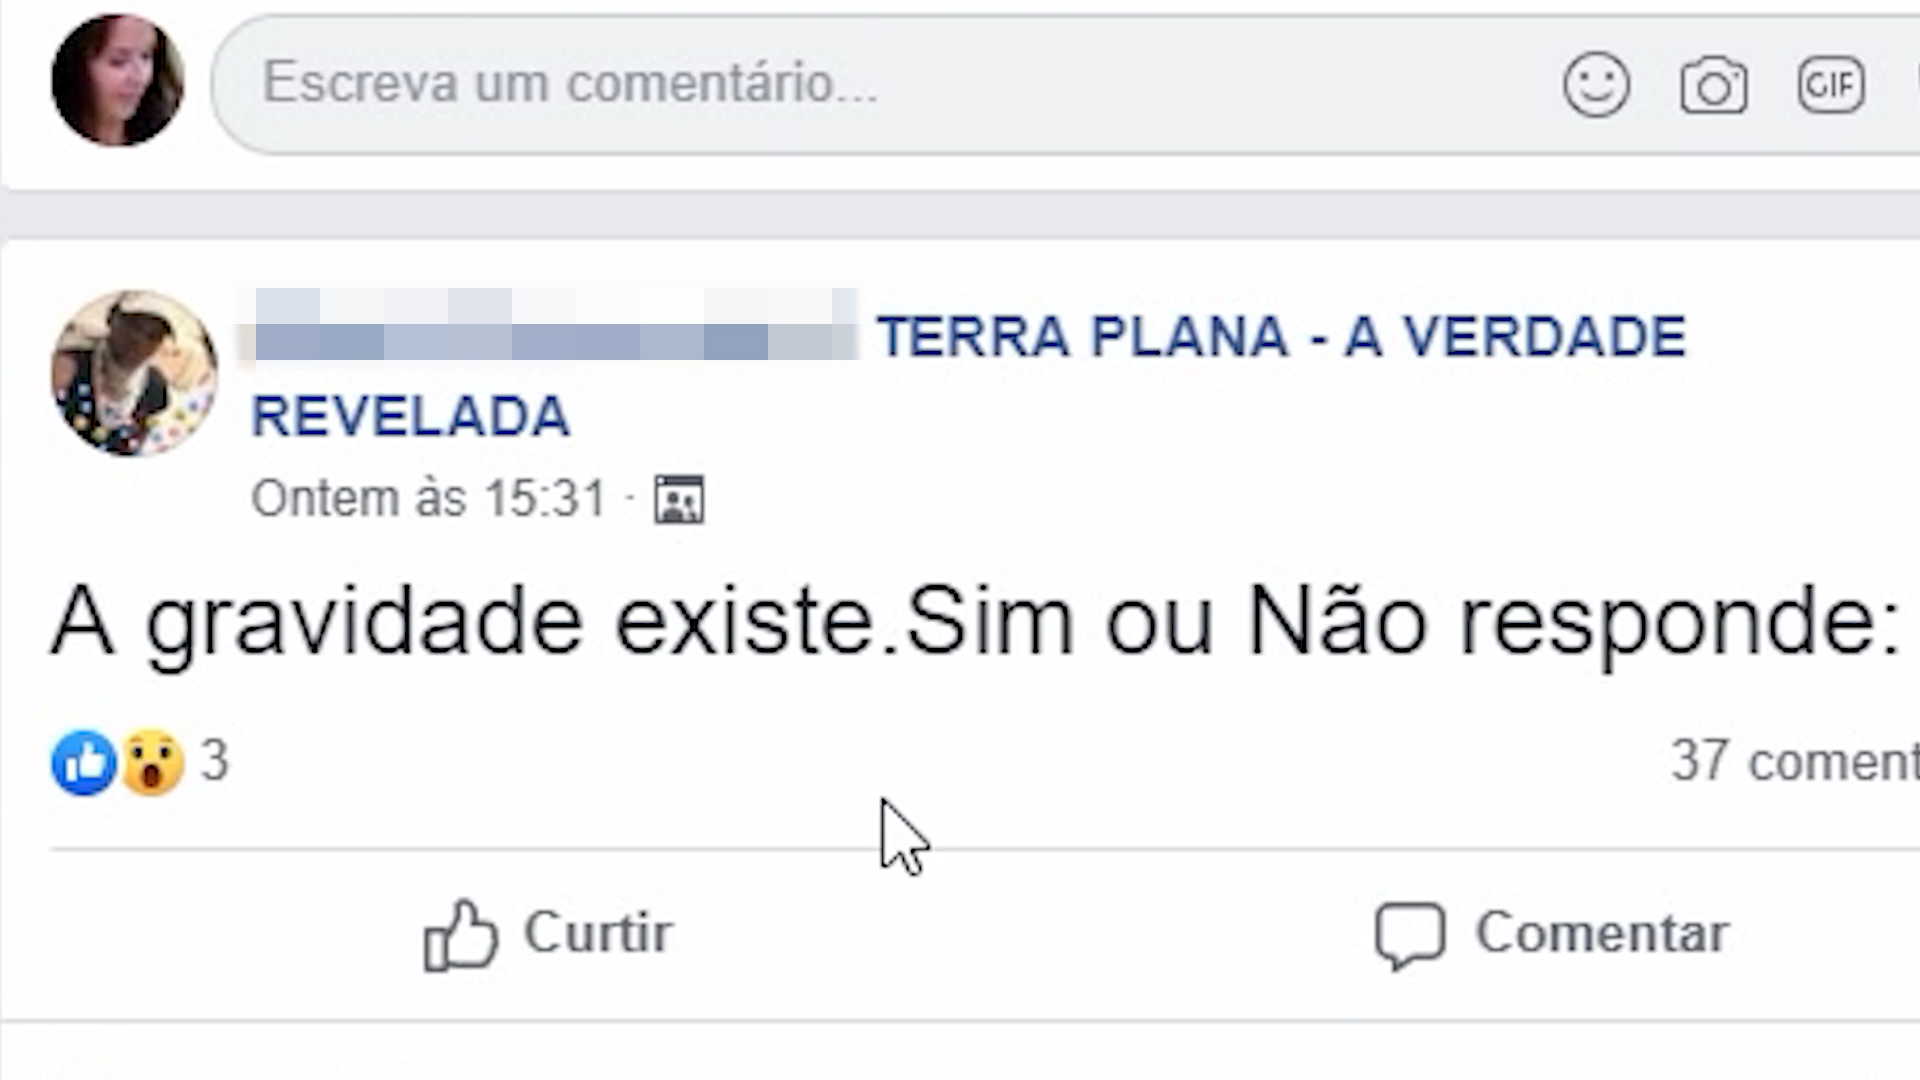 Escreva um comentário...
GIF
TERRA PLANA - A VERDADE
REVELADA
Ontem às 15:31 ·
A gravidade existe.Sim ou Não responde:
3
37 coment
Curtir
Comentar